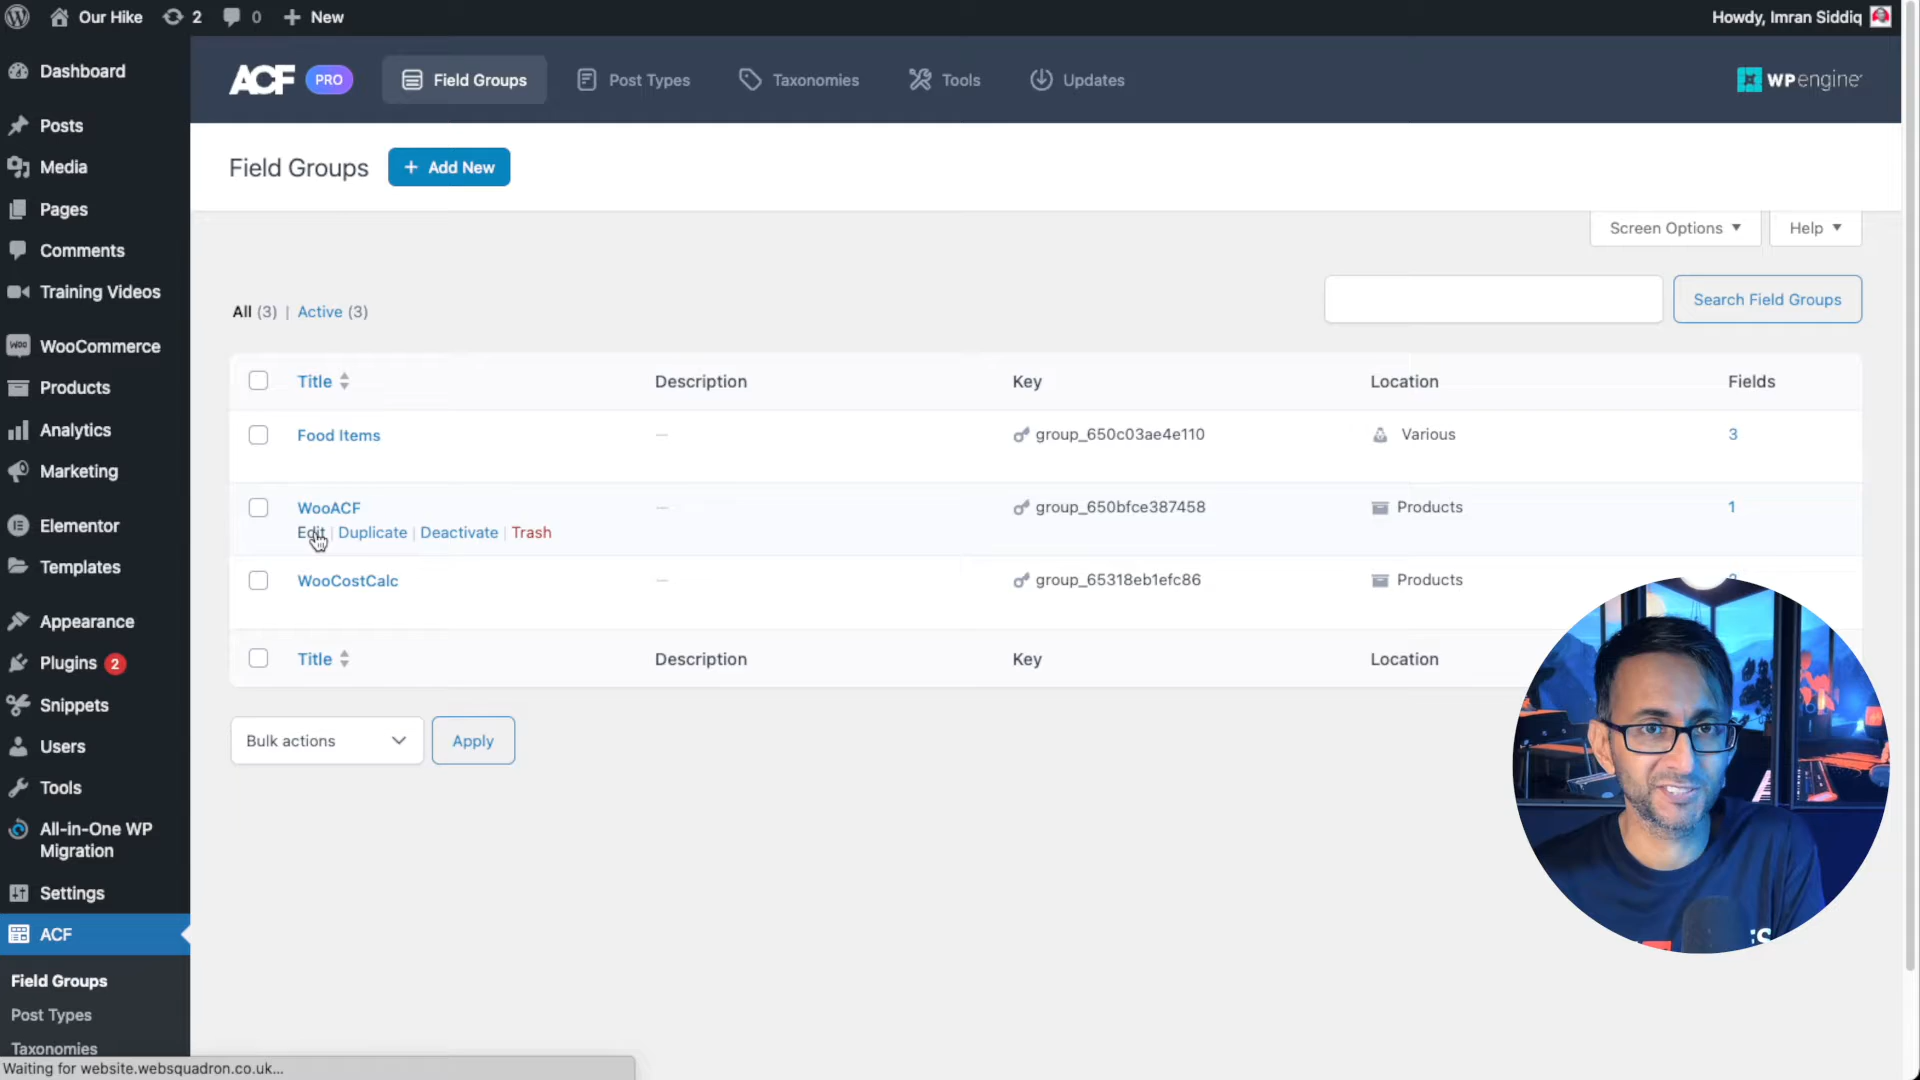 Our Hike
2
0
New
Howdy, Imran Siddiq
Dashboard
Posts
Media
Pages
Comments
Training Videos
WooCommerce
Products
Analytics
Marketing
Elementor
Templates
Appearance
Plugins 2
Snippets
Users
Tools
All-in-One WP
Migration
Settings
ACF
Field Groups
Post Types
Taxonomies
ACF PRO
Field Groups
Post Types
Taxonomies
Tools
Updates
WP engine
Field Groups
+ Add New
Screen Options
Help
All (3) | Active (3)
Search Field Groups
Title Description Key Location Fields
Food Items — group_650c03ae4e110 Various 3
WooACF — group_650bfce387458 Products 1
Edit | Duplicate | Deactivate | Trash
WooCostCalc — group_65318eb1efc86 Products
Title Description Key Location
Bulk actions
Apply
Waiting for website.websquadron.co.uk...